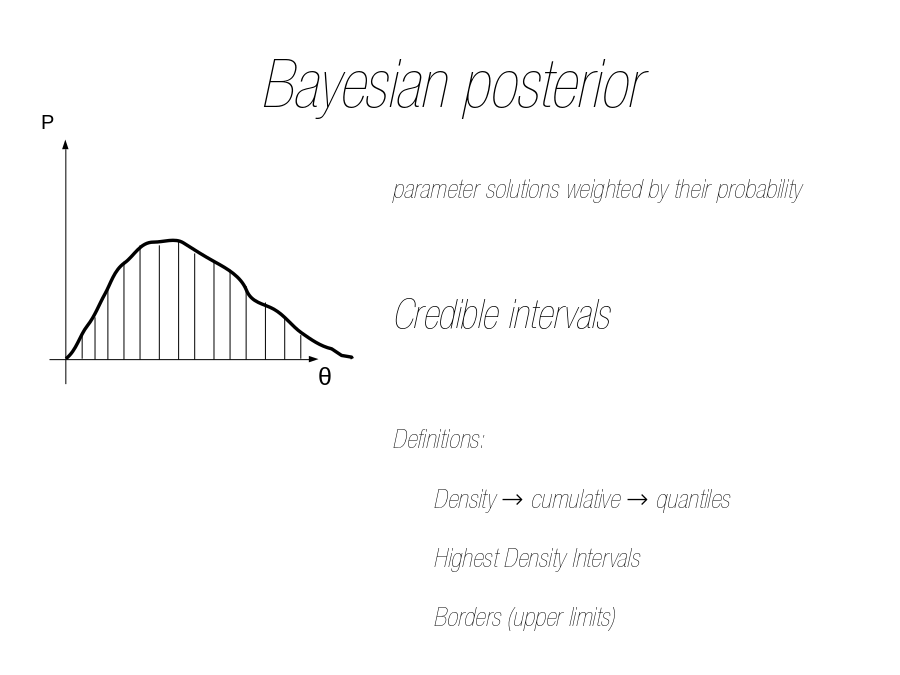 Bayesian posterior
P
parameter solutions weighted by their probability
Credible intervals
θ
Definitions:
Density → cumulative → quantiles
Highest Density Intervals
Borders (upper limits)